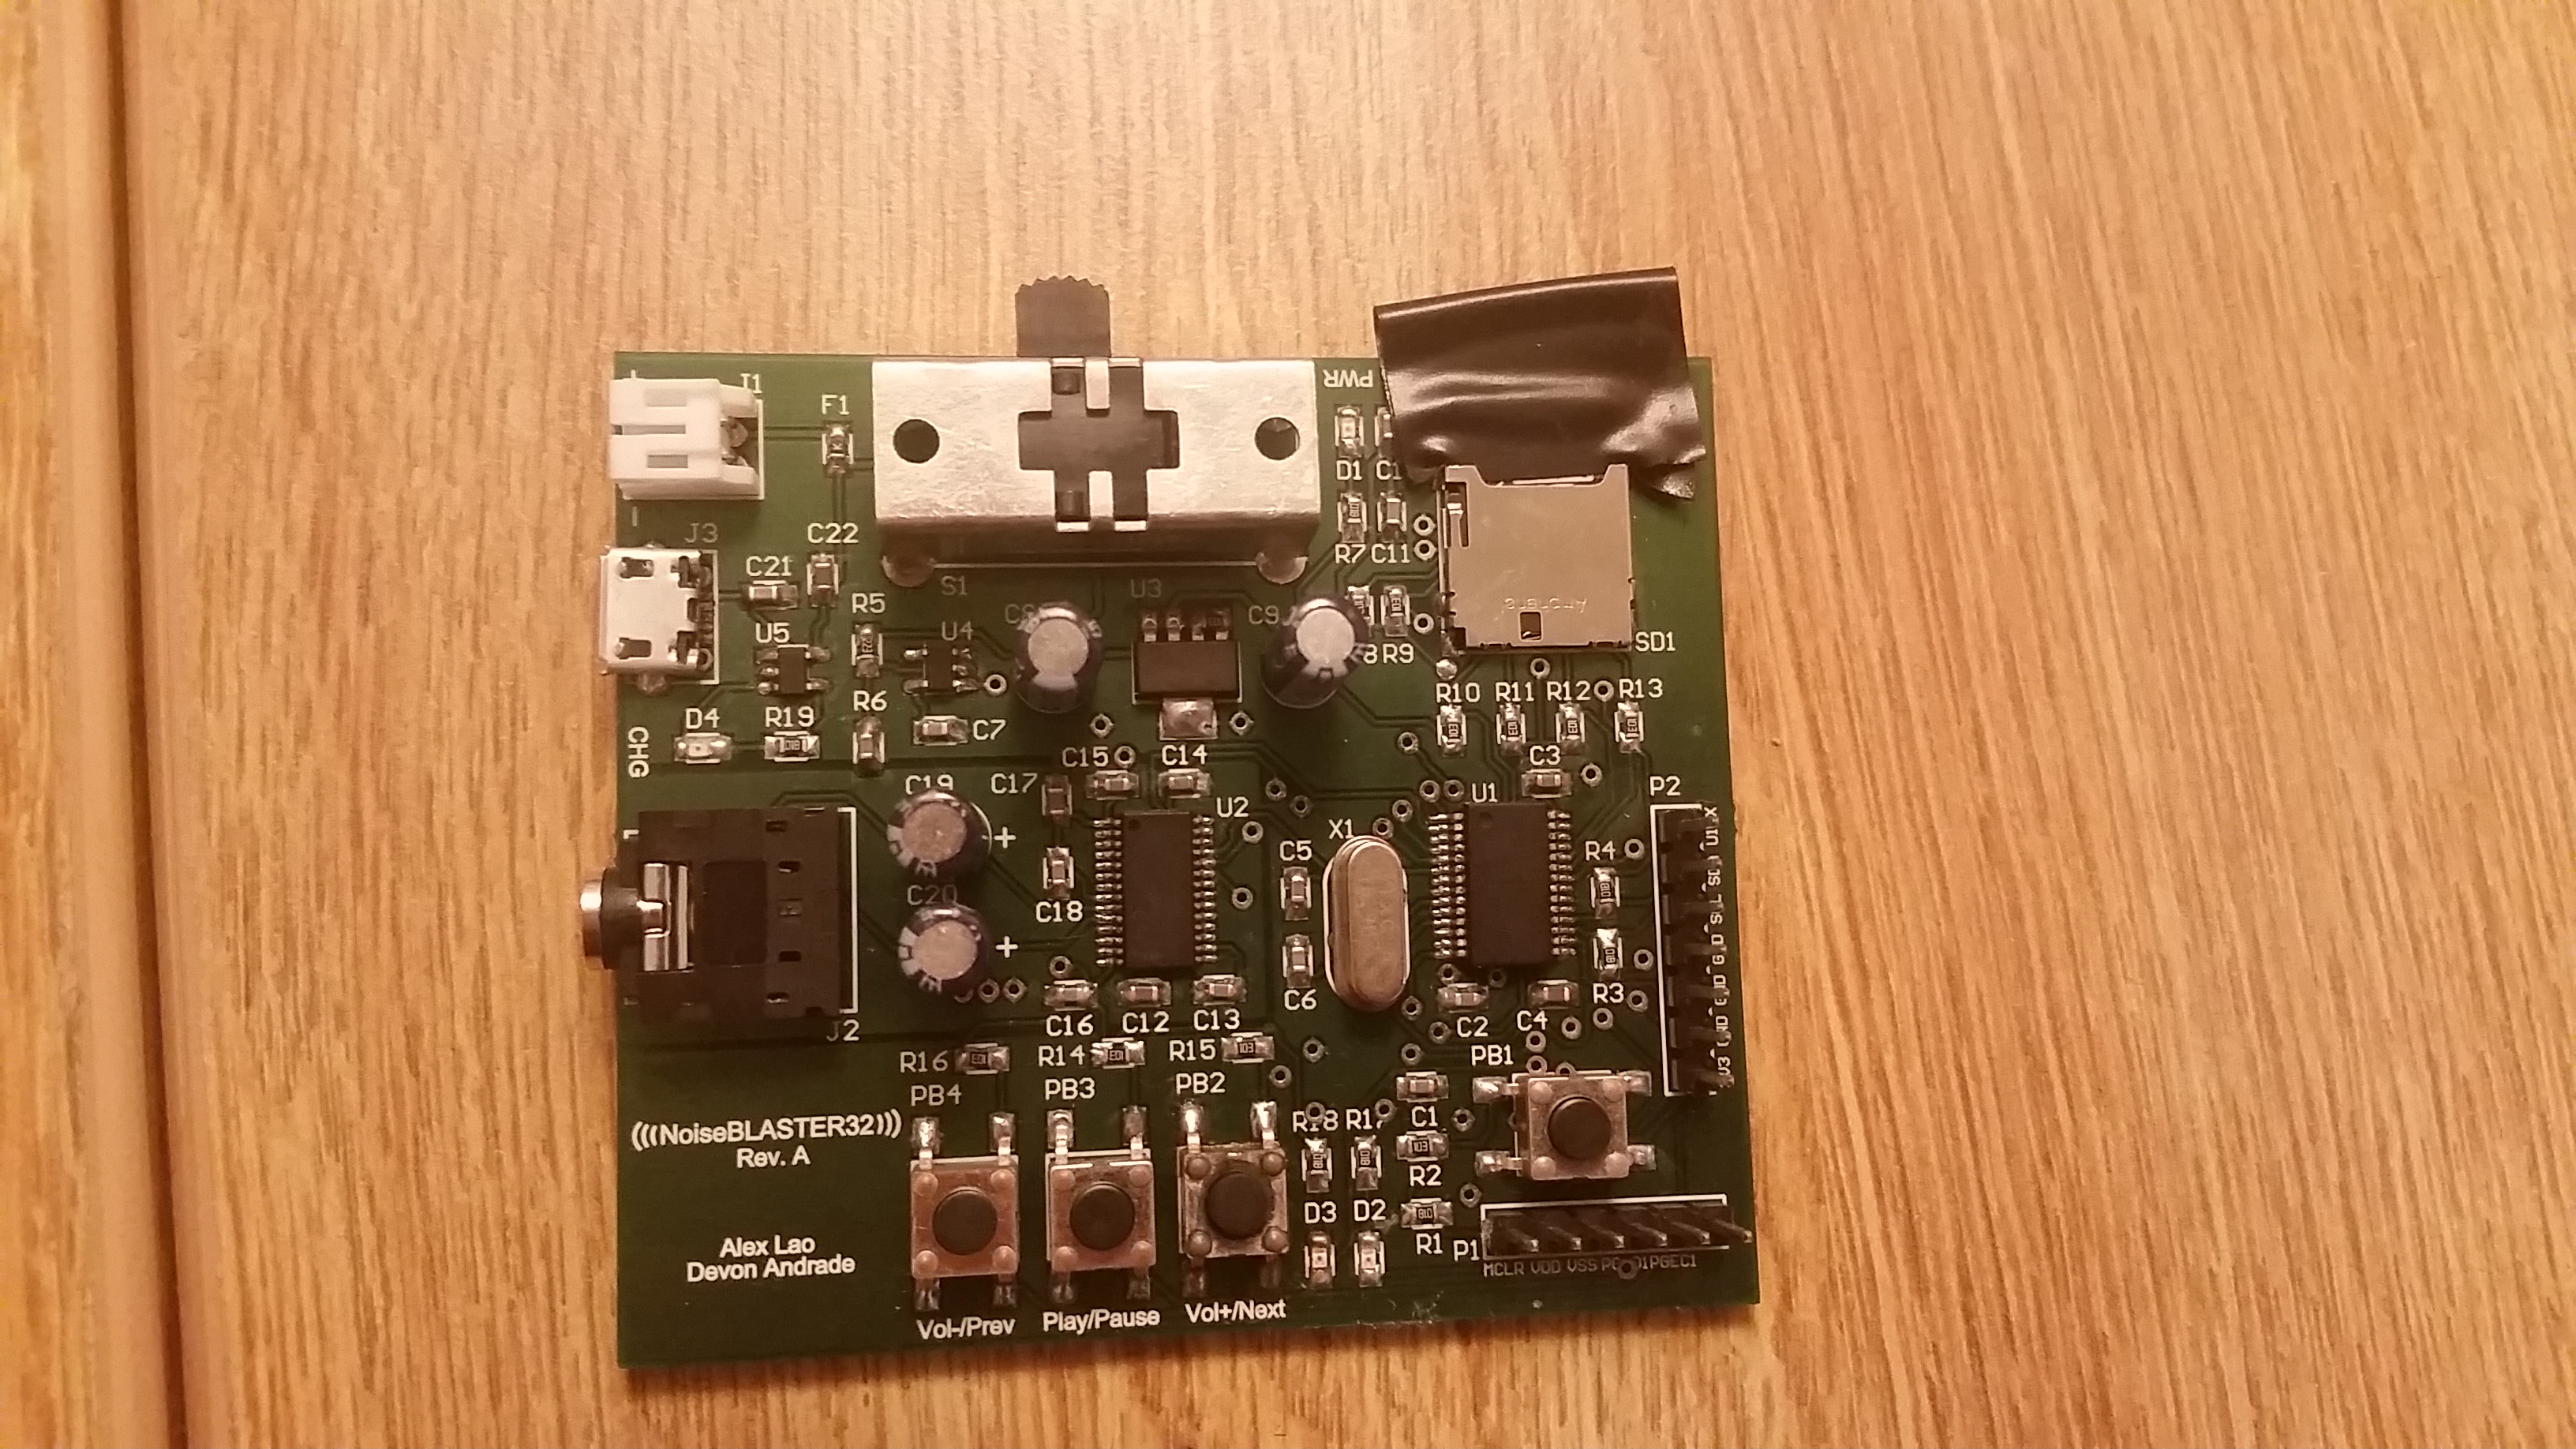 J1
F1
PWR
D1
J3
C22
R7 C11
C21
S1
U3
R5
C9
U5
U4
SD1
R9
R10 R11 R12 R13
R6
D4 R19
C7
CHG
C15 C14
C3
C19
C17
U2
U1
P2
X1
C5
R4
C20
C18
C6
R3
C16 C12 C13
C2 C4
J2
R16 R14 R15
PB1
PB4 PB3 PB2
(((NoiseBLASTER32)))
Rev. A
R18
C1
R2
D3 D2
R1
P1
Alex Lao
Devon Andrade
MCLR VDD VSS
Vol-/Prev Play/Pause Vol+/Next